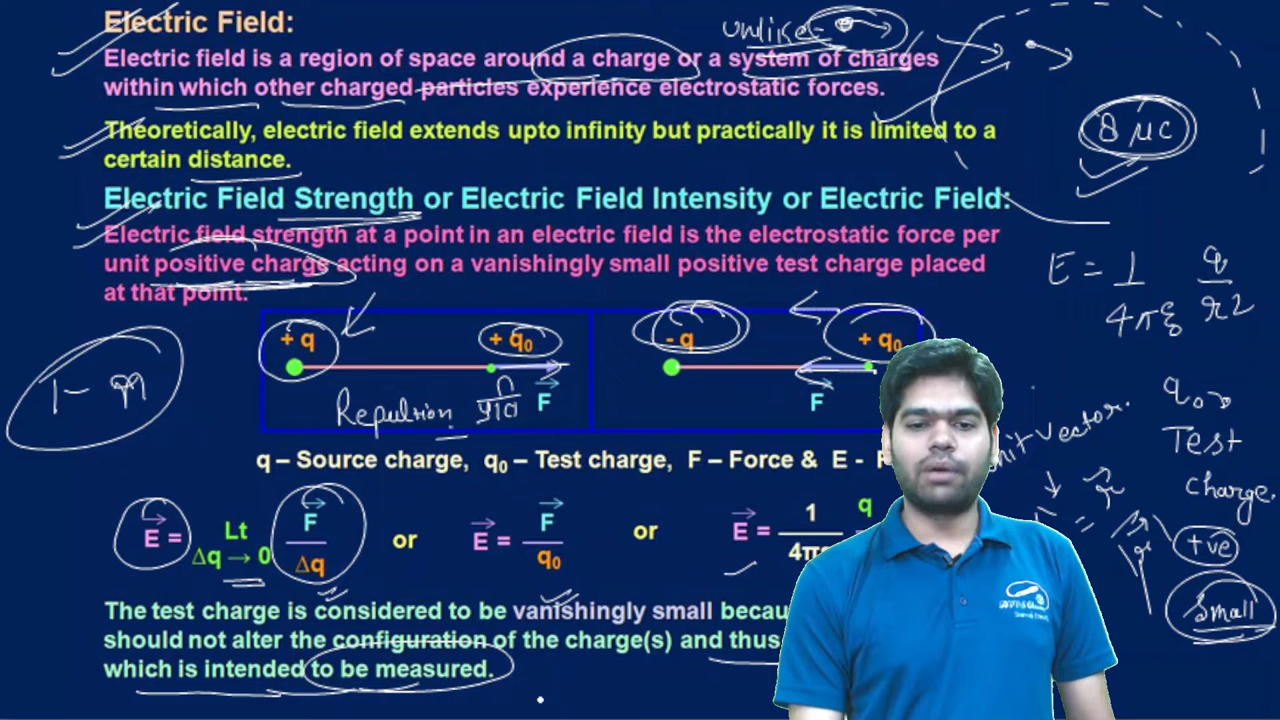 Electric Field:
unlike
Electric field is a region of space around a charge or a system of charges
within which other charged particles experience electrostatic forces.
8 μc
Theoretically, electric field extends upto infinity but practically it is limited to a
certain distance.
Electric Field Strength or Electric Field Intensity or Electric Field:
Electric field strength at a point in an electric field is the electrostatic force per
unit positive charge acting on a vanishingly small positive test charge placed
at that point.
E = 1 q
4πξ r2
+ q + q₀ - q + q₀
F F
1-m
Repulsion
q – Source charge, q₀ – Test charge, F – Force & E -
Unit Vector.
q₀→
Test
Charge.
+ve
Small
E = Lt F or E = F or E = 1 q
Δq → 0 Δq q₀
The test charge is considered to be vanishingly small
should not alter the configuration of the charge(s) and thus
which is intended to be measured.